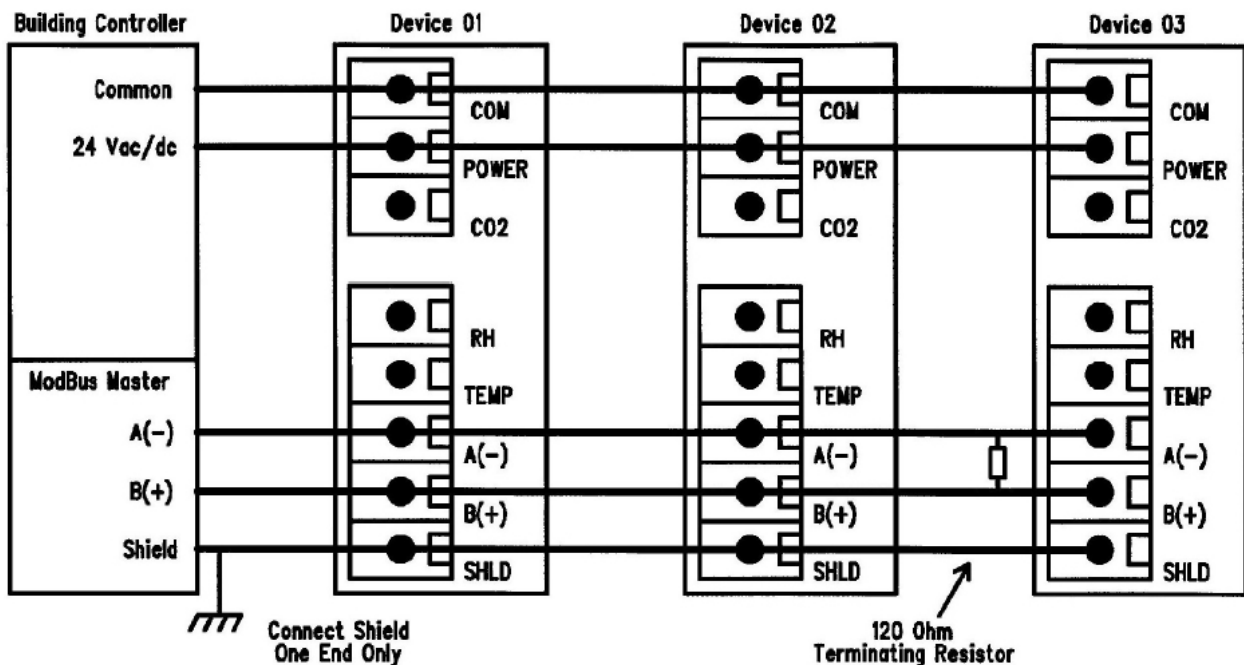 Building Controller
Device 01
Device 02
Device 03
Common
24 Vac/dc
COM
POWER
CO2
COM
POWER
CO2
COM
POWER
CO2
ModBus Master
A(-)
B(+)
Shield
RH
TEMP
A(-)
B(+)
SHLD
RH
TEMP
A(-)
B(+)
SHLD
RH
TEMP
A(-)
B(+)
SHLD
Connect Shield
One End Only
120 Ohm
Terminating Resistor